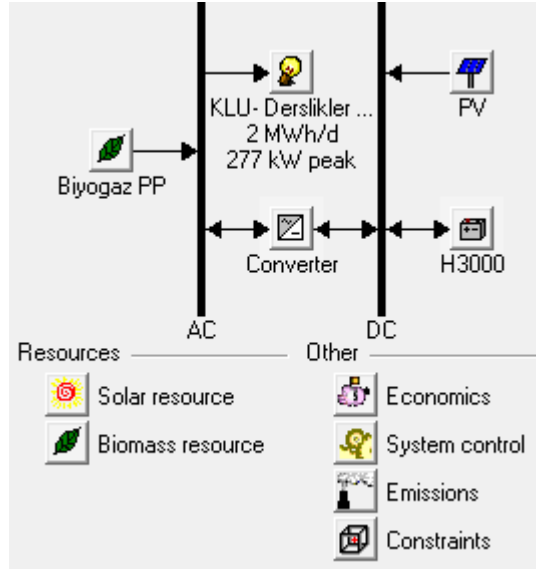 KLU- Derslikler ...
2 MWh/d
277 kW peak
PV
Biyogaz PP
Converter
H3000
AC
DC
Resources
Other
Solar resource
Economics
Biomass resource
System control
Emissions
Constraints